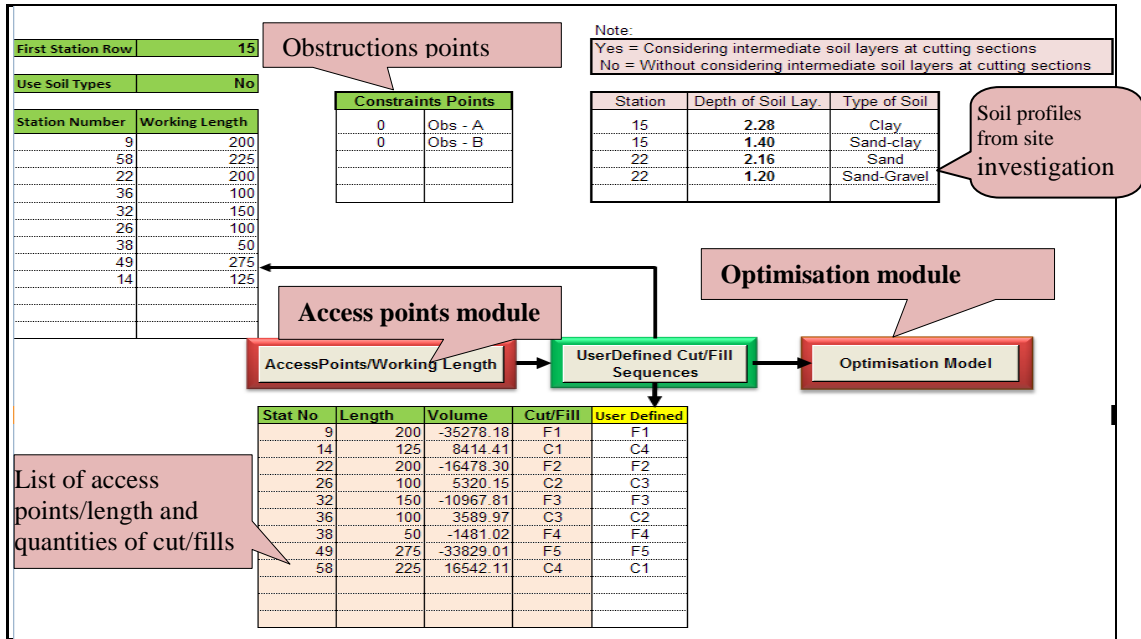 First Station Row 15
Use Soil Types No
Station Number Working Length
9 200
58 225
22 200
36 100
32 150
26 100
38 50
49 275
14 125
Obstructions points
Constraints Points
0 Obs - A
0 Obs - B
Note:
Yes = Considering intermediate soil layers at cutting sections
No = Without considering intermediate soil layers at cutting sections
Station Depth of Soil Lay. Type of Soil
15 2.28 Clay
15 1.40 Sand-clay
22 2.16 Sand
22 1.20 Sand-Gravel
Soil profiles
from site
investigation
Optimisation module
Access points module
AccessPoints/Working Length
UserDefined Cut/Fill
Sequences
Optimisation Model
Stat No Length Volume Cut/Fill User Defined
9 200 -35278.18 F1 F1
14 125 8414.41 C1 C4
22 200 -16478.30 F2 F2
26 100 5320.15 C2 C3
32 150 -10967.81 F3 F3
36 100 3589.97 C3 C2
38 50 -1481.02 F4 F4
49 275 -33829.01 F5 F5
58 225 16542.11 C4 C1
List of access
points/length and
quantities of cut/fills